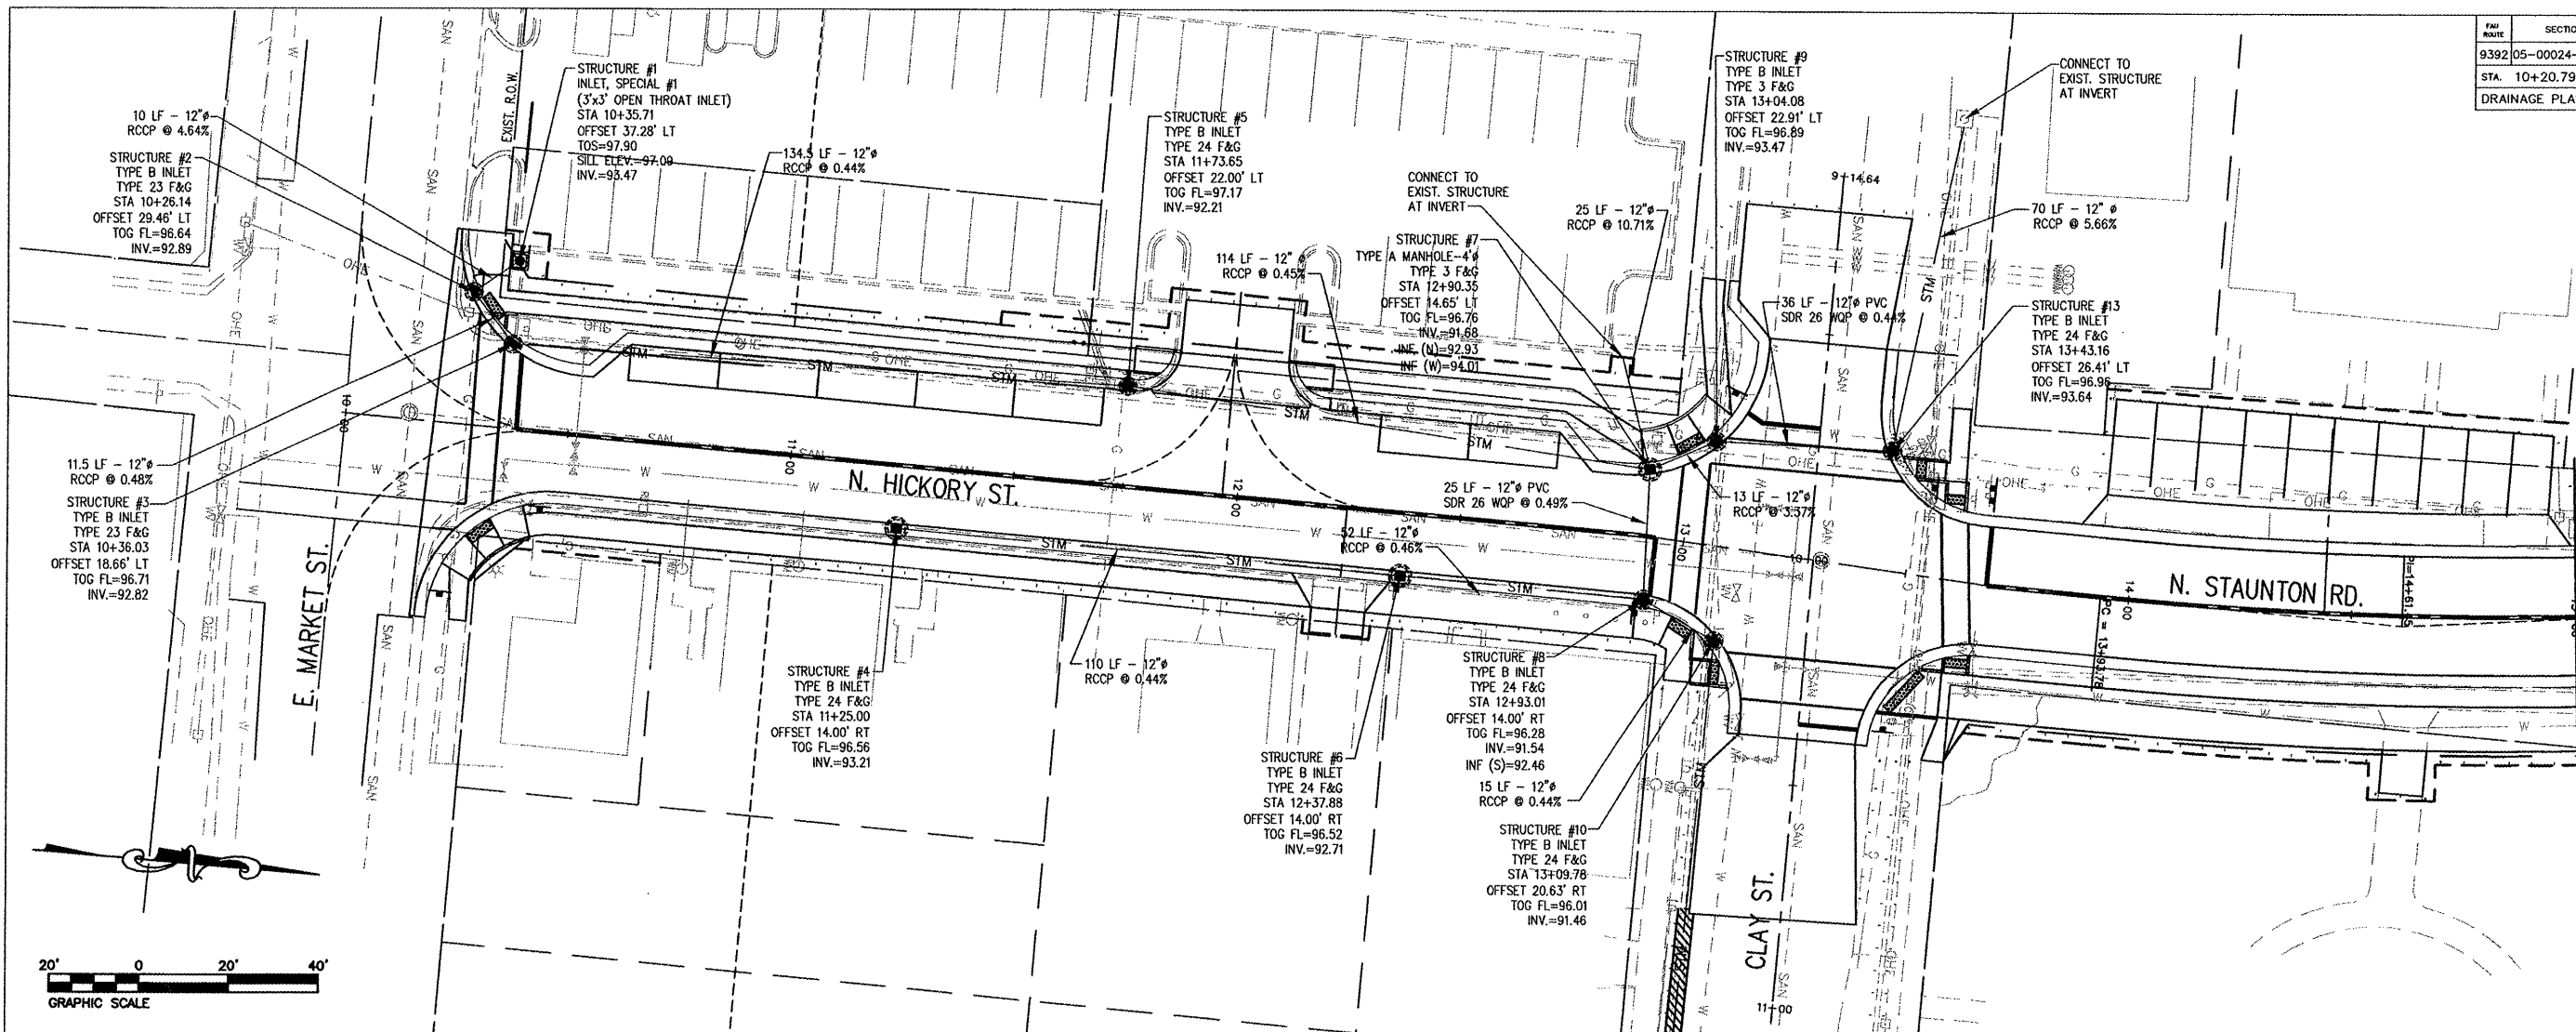 FAU ROUTE
SECTIO
9392 05-00024-
STA. 10+20.79
DRAINAGE PLA
10 LF - 12"ø
RCCP @ 4.64%
STRUCTURE #2
TYPE B INLET
TYPE 23 F&G
STA 10+26.14
OFFSET 29.46' LT
TOG FL=96.64
INV.=92.89
EXIST. R.O.W.
STRUCTURE #1
INLET, SPECIAL #1
(3'x3' OPEN THROAT INLET)
STA 10+35.71
OFFSET 37.28' LT
TOS=97.90
SILL ELEV.=97.09
INV.=93.47
134.5 LF - 12"ø
RCCP @ 0.44%
STRUCTURE #5
TYPE B INLET
TYPE 24 F&G
STA 11+73.65
OFFSET 22.00' LT
TOG FL=97.17
INV.=92.21
114 LF - 12" ø
RCCP @ 0.45%
CONNECT TO
EXIST. STRUCTURE
AT INVERT
STRUCTURE #7
TYPE A MANHOLE-4'ø
TYPE 3 F&G
STA 12+90.35
OFFSET 14.65' LT
TOG FL=96.76
INV.=91.68
INF (N)=92.93
INF (W)=94.01
25 LF - 12"ø
RCCP @ 10.71%
STRUCTURE #9
TYPE B INLET
TYPE 3 F&G
STA 13+04.08
OFFSET 22.91' LT
TOG FL=96.89
INV.=93.47
9+14.64
CONNECT TO
EXIST. STRUCTURE
AT INVERT
70 LF - 12" ø
RCCP @ 5.66%
36 LF - 12"ø PVC
SDR 26 WQP @ 0.44%
STRUCTURE #13
TYPE B INLET
TYPE 24 F&G
STA 13+43.16
OFFSET 26.41' LT
TOG FL=96.96
INV.=93.64
11.5 LF - 12"ø
RCCP @ 0.48%
STRUCTURE #3
TYPE B INLET
TYPE 23 F&G
STA 10+36.03
OFFSET 18.66' LT
TOG FL=96.71
INV.=92.82
10+00
11+00
N. HICKORY ST.
12+00
25 LF - 12"ø PVC
SDR 26 WQP @ 0.49%
13 LF - 12"ø
RCCP @ 3.37%
13+00
52 LF - 12"ø
RCCP @ 0.46%
10+00
N. STAUNTON RD.
14+00
PI=14+61.45
PC = 13+93.78
E. MARKET ST.
STRUCTURE #4
TYPE B INLET
TYPE 24 F&G
STA 11+25.00
OFFSET 14.00' RT
TOG FL=96.56
INV.=93.21
110 LF - 12"ø
RCCP @ 0.44%
STRUCTURE #6
TYPE B INLET
TYPE 24 F&G
STA 12+37.88
OFFSET 14.00' RT
TOG FL=96.52
INV.=92.71
STRUCTURE #8
TYPE B INLET
TYPE 24 F&G
STA 12+93.01
OFFSET 14.00' RT
TOG FL=96.28
INV.=91.54
INF (S)=92.46
15 LF - 12"ø
RCCP @ 0.44%
STRUCTURE #10
TYPE B INLET
TYPE 24 F&G
STA 13+09.78
OFFSET 20.63' RT
TOG FL=96.01
INV.=91.46
CLAY ST.
11+00
20' 0 20' 40'
GRAPHIC SCALE